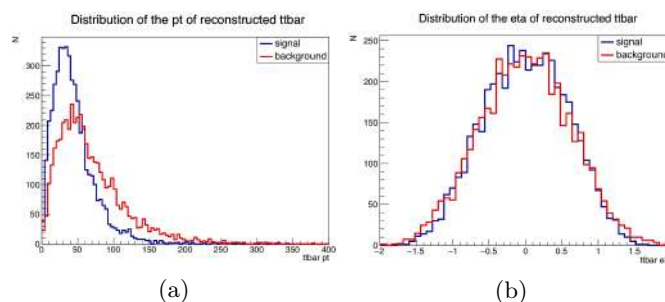 Distribution of the pt of reconstructed ttbar
N
signal
background
300
250
200
150
100
50
0
0 50 100 150 200 250 300 350 400
ttbar pt
(a)
Distribution of the eta of reconstructed ttbar
N
signal
background
250
200
150
100
50
0
−2 −1.5 −1 −0.5 0 0.5 1 1.5
ttbar e
(b)